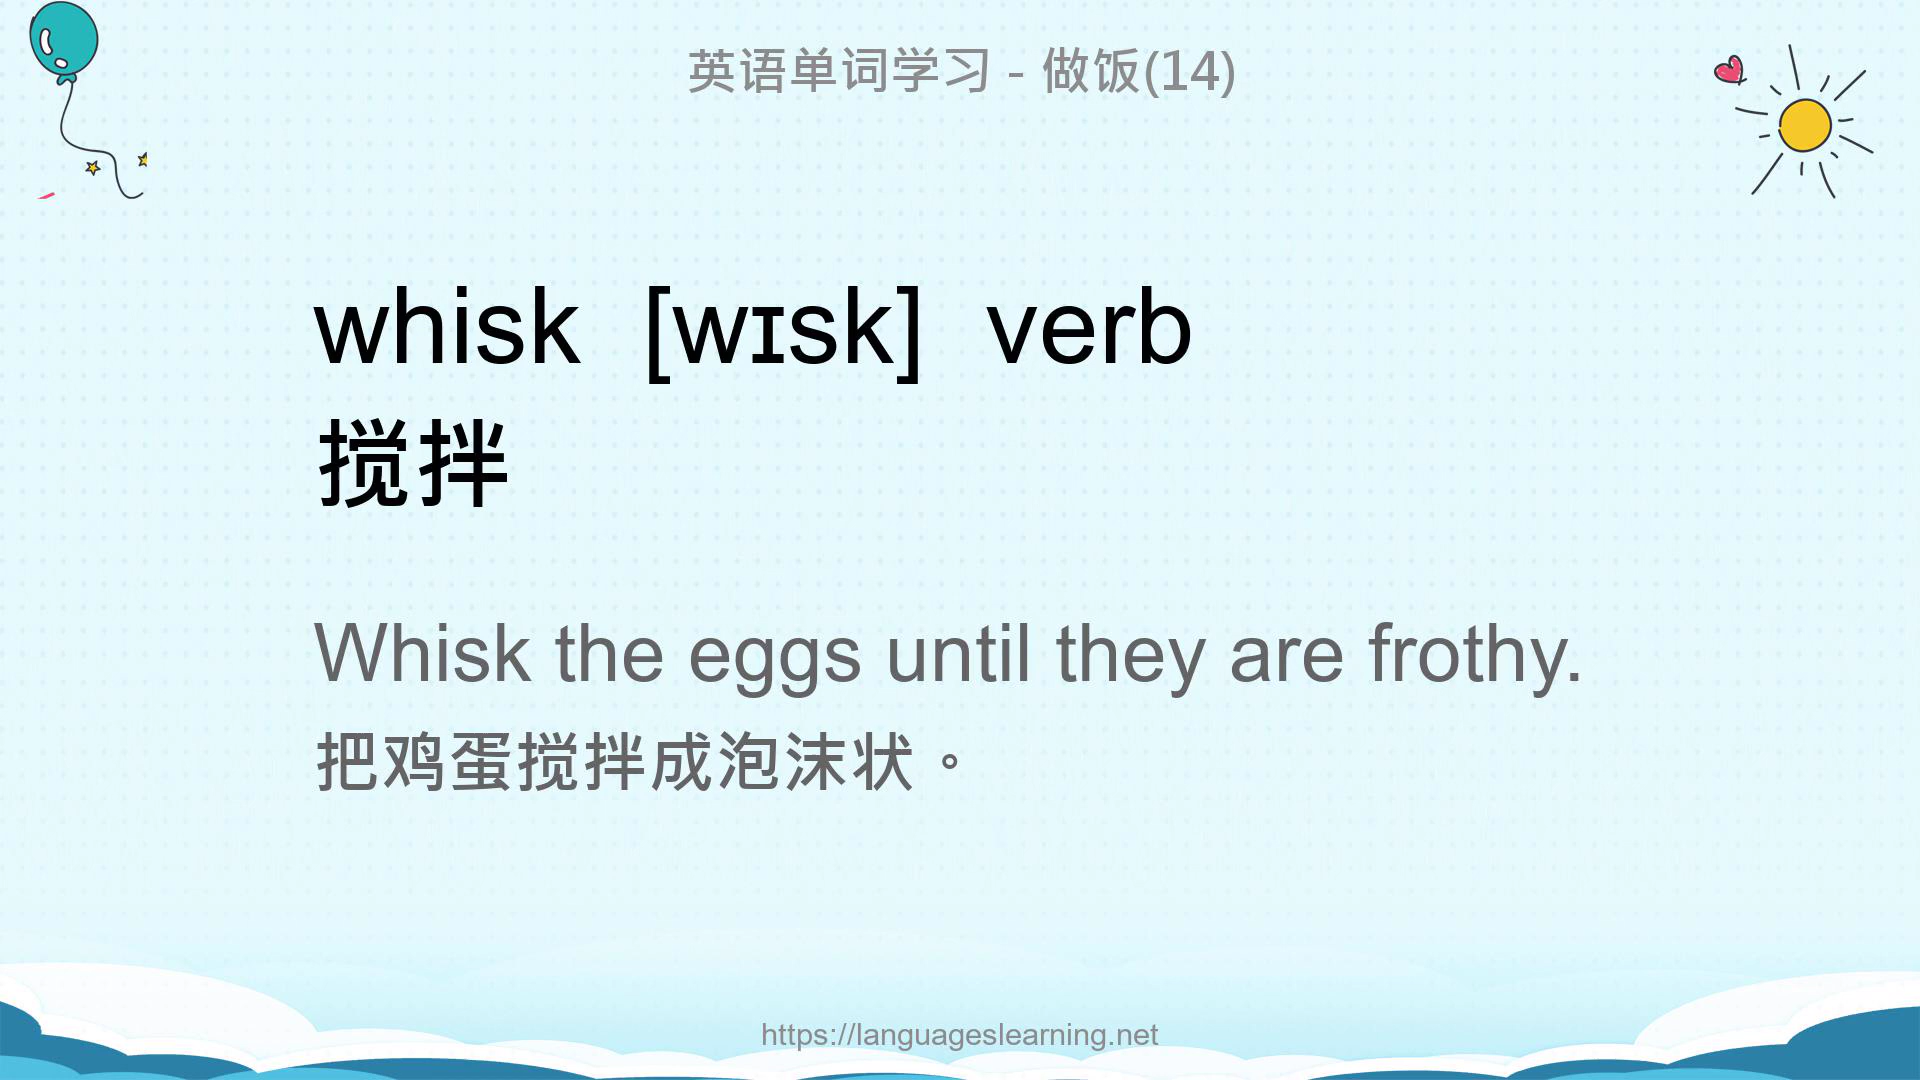 英语单词学习 - 做饭(14)
whisk [wɪsk] verb
搅拌
Whisk the eggs until they are frothy.
把鸡蛋搅拌成泡沫状。
https://languageslearning.net